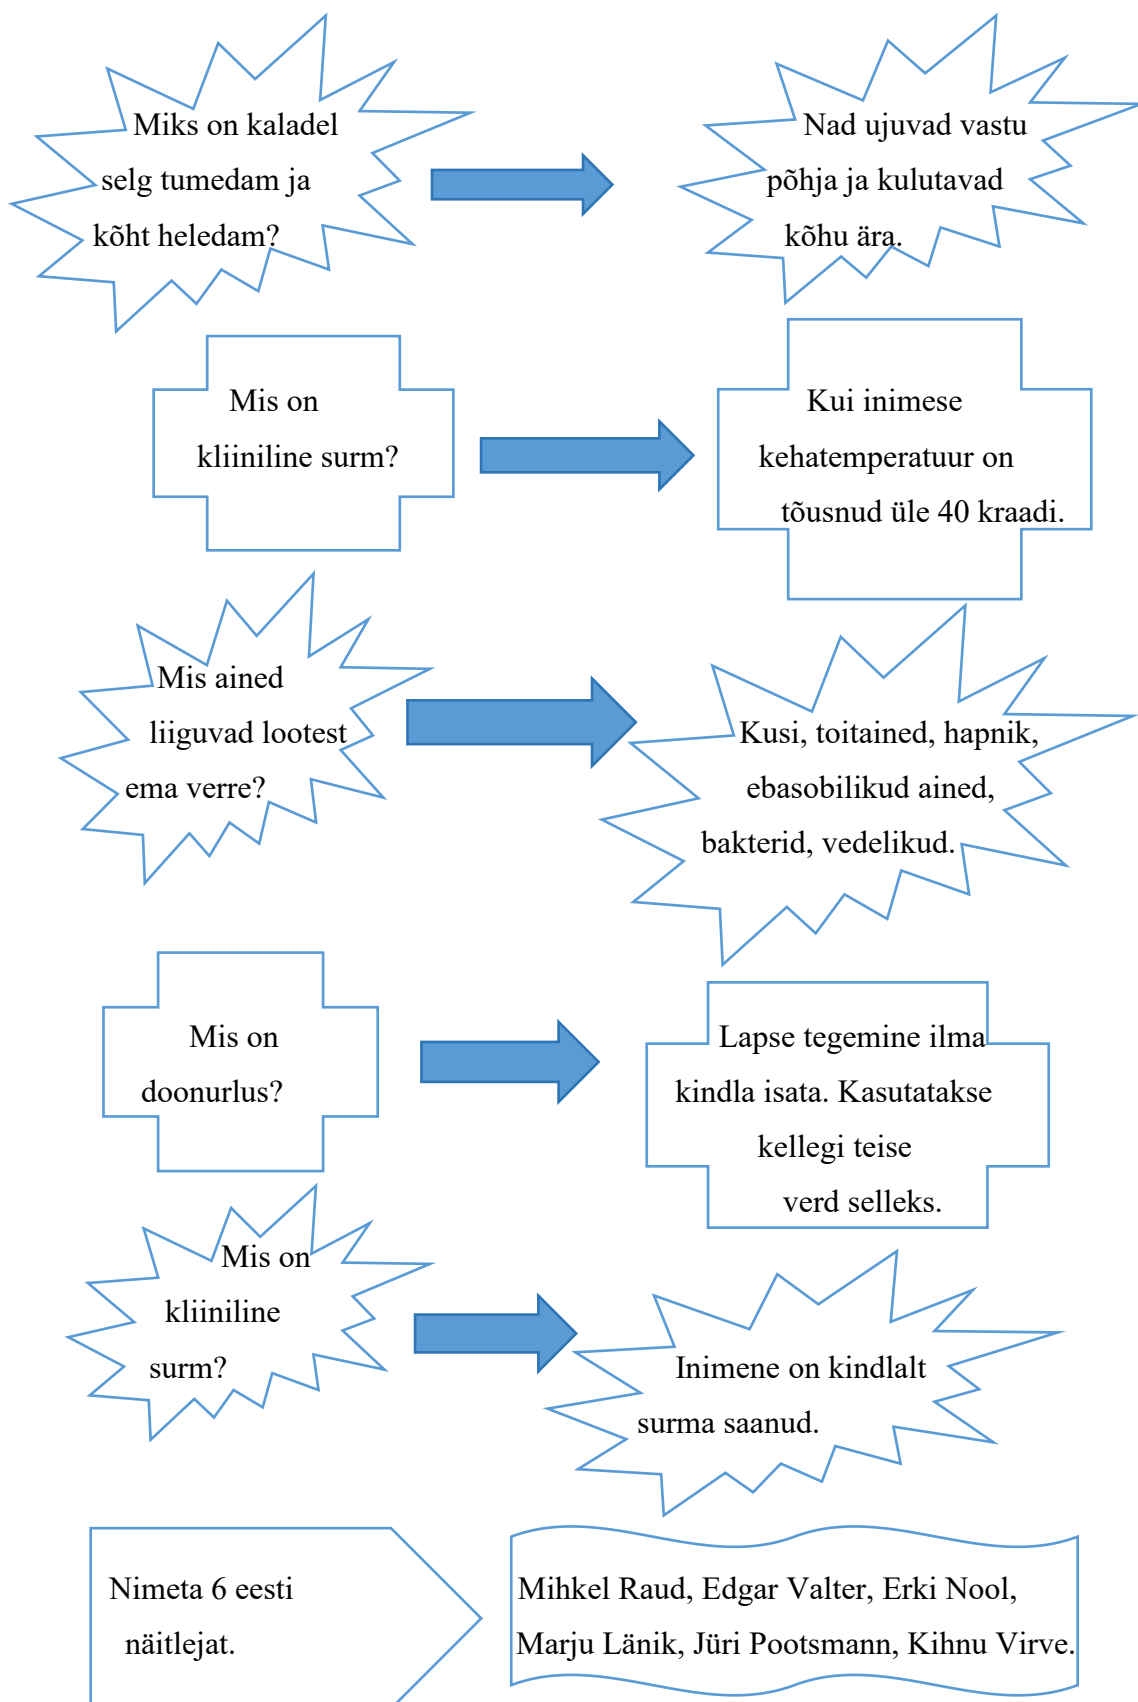 Miks on kaladel
selg tumedam ja
kõht heledam?
Nad ujuvad vastu
põhja ja kulutavad
kõhu ära.
Mis on
kliiniline surm?
Kui inimese
kehatemperatuur on
tõusnud üle 40 kraadi.
Mis ained
liiguvad lootest
ema verre?
Kusi, toitained, hapnik,
ebasobilikud ained,
bakterid, vedelikud.
Mis on
doonurlus?
Lapse tegemine ilma
kindla isata. Kasutatakse
kellegi teise
verd selleks.
Mis on
kliiniline
surm?
Inimene on kindlalt
surma saanud.
Nimeta 6 eesti
näitlejat.
Mihkel Raud, Edgar Valter, Erki Nool,
Marju Länik, Jüri Pootsmann, Kihnu Virve.